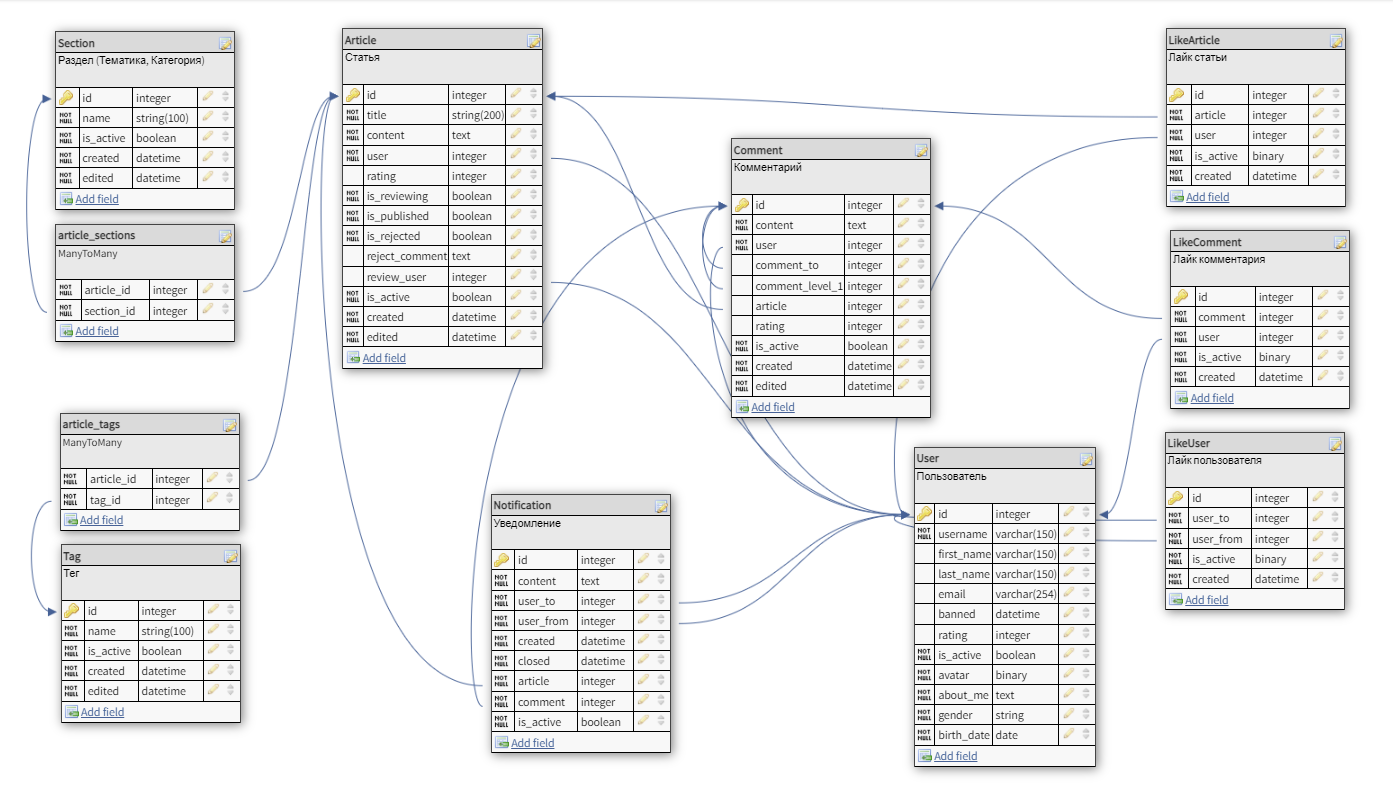 Section
Раздел (Тематика, Категория)
id integer
NOT NULL name string(100)
NOT NULL is_active boolean
NOT NULL created datetime
NOT NULL edited datetime
Add field
article_sections
ManyToMany
NOT NULL article_id integer
NOT NULL section_id integer
Add field
article_tags
ManyToMany
NOT NULL article_id integer
NOT NULL tag_id integer
Add field
Tag
Тег
id integer
NOT NULL name string(100)
NOT NULL is_active boolean
NOT NULL created datetime
NOT NULL edited datetime
Add field
Article
Статья
id integer
NOT NULL title string(200)
NOT NULL content text
NOT NULL user integer
rating integer
NOT NULL is_reviewing boolean
NOT NULL is_published boolean
NOT NULL is_rejected boolean
reject_comment text
review_user integer
NOT NULL is_active boolean
NOT NULL created datetime
NOT NULL edited datetime
Add field
Notification
Уведомление
id integer
NOT NULL content text
NOT NULL user_to integer
NOT NULL user_from integer
NOT NULL created datetime
NOT NULL closed datetime
NOT NULL article integer
NOT NULL comment integer
NOT NULL is_active boolean
Add field
Comment
Комментарий
id integer
NOT NULL content text
NOT NULL user integer
comment_to integer
comment_level_1 integer
article integer
rating integer
NOT NULL is_active boolean
NOT NULL created datetime
NOT NULL edited datetime
Add field
User
Пользователь
id integer
NOT NULL username varchar(150)
first_name varchar(150)
last_name varchar(150)
email varchar(254)
banned datetime
rating integer
NOT NULL is_active boolean
NOT NULL avatar binary
NOT NULL about_me text
NOT NULL gender string
NOT NULL birth_date date
Add field
LikeArticle
Лайк статьи
id integer
NOT NULL article integer
NOT NULL user integer
NOT NULL is_active binary
NOT NULL created datetime
Add field
LikeComment
Лайк комментария
id integer
NOT NULL comment integer
NOT NULL user integer
NOT NULL is_active binary
NOT NULL created datetime
Add field
LikeUser
Лайк пользователя
id integer
NOT NULL user_to integer
NOT NULL user_from integer
NOT NULL is_active binary
NOT NULL created datetime
Add field